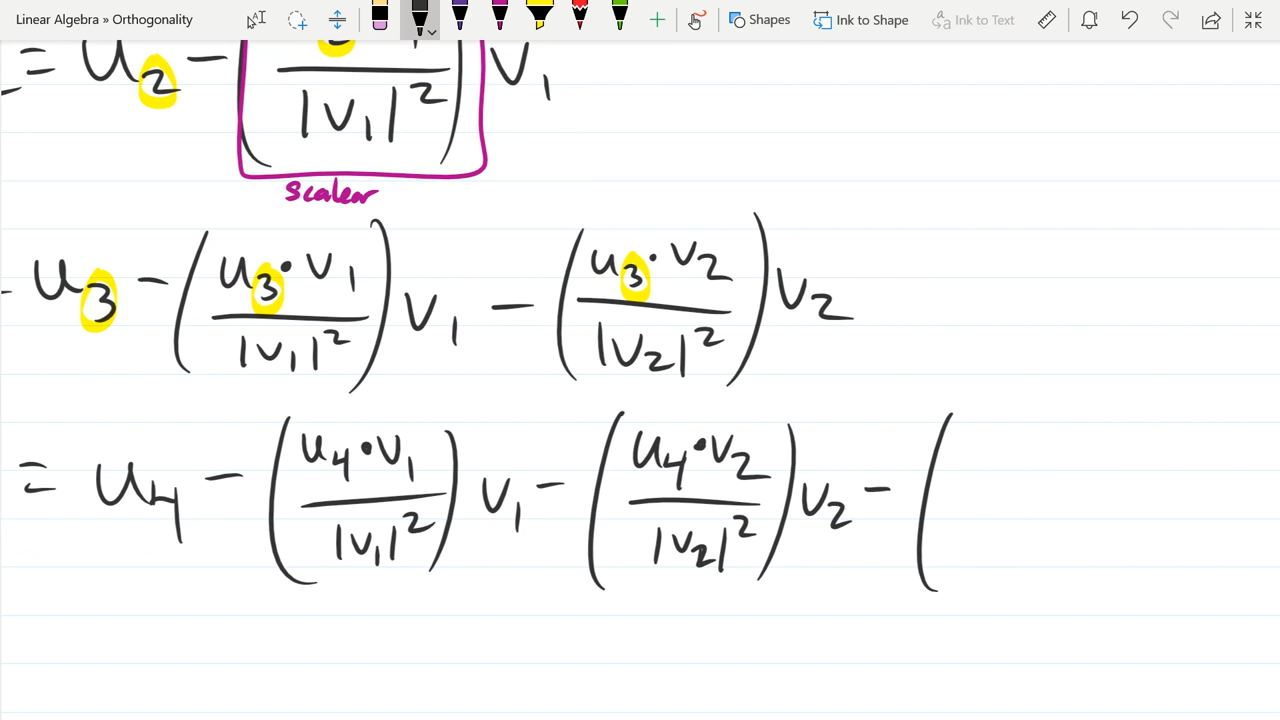 Linear Algebra » Orthogonality
Shapes
Ink to Shape
Ink to Text
= u2 − ( / |v1|^2 ) v1
scalar
− u3 − ( u3 · v1 / |v1|^2 ) v1 − ( u3 · v2 / |v2|^2 ) v2
= u4 − ( u4 · v1 / |v1|^2 ) v1 − ( u4 · v2 / |v2|^2 ) v2 − (